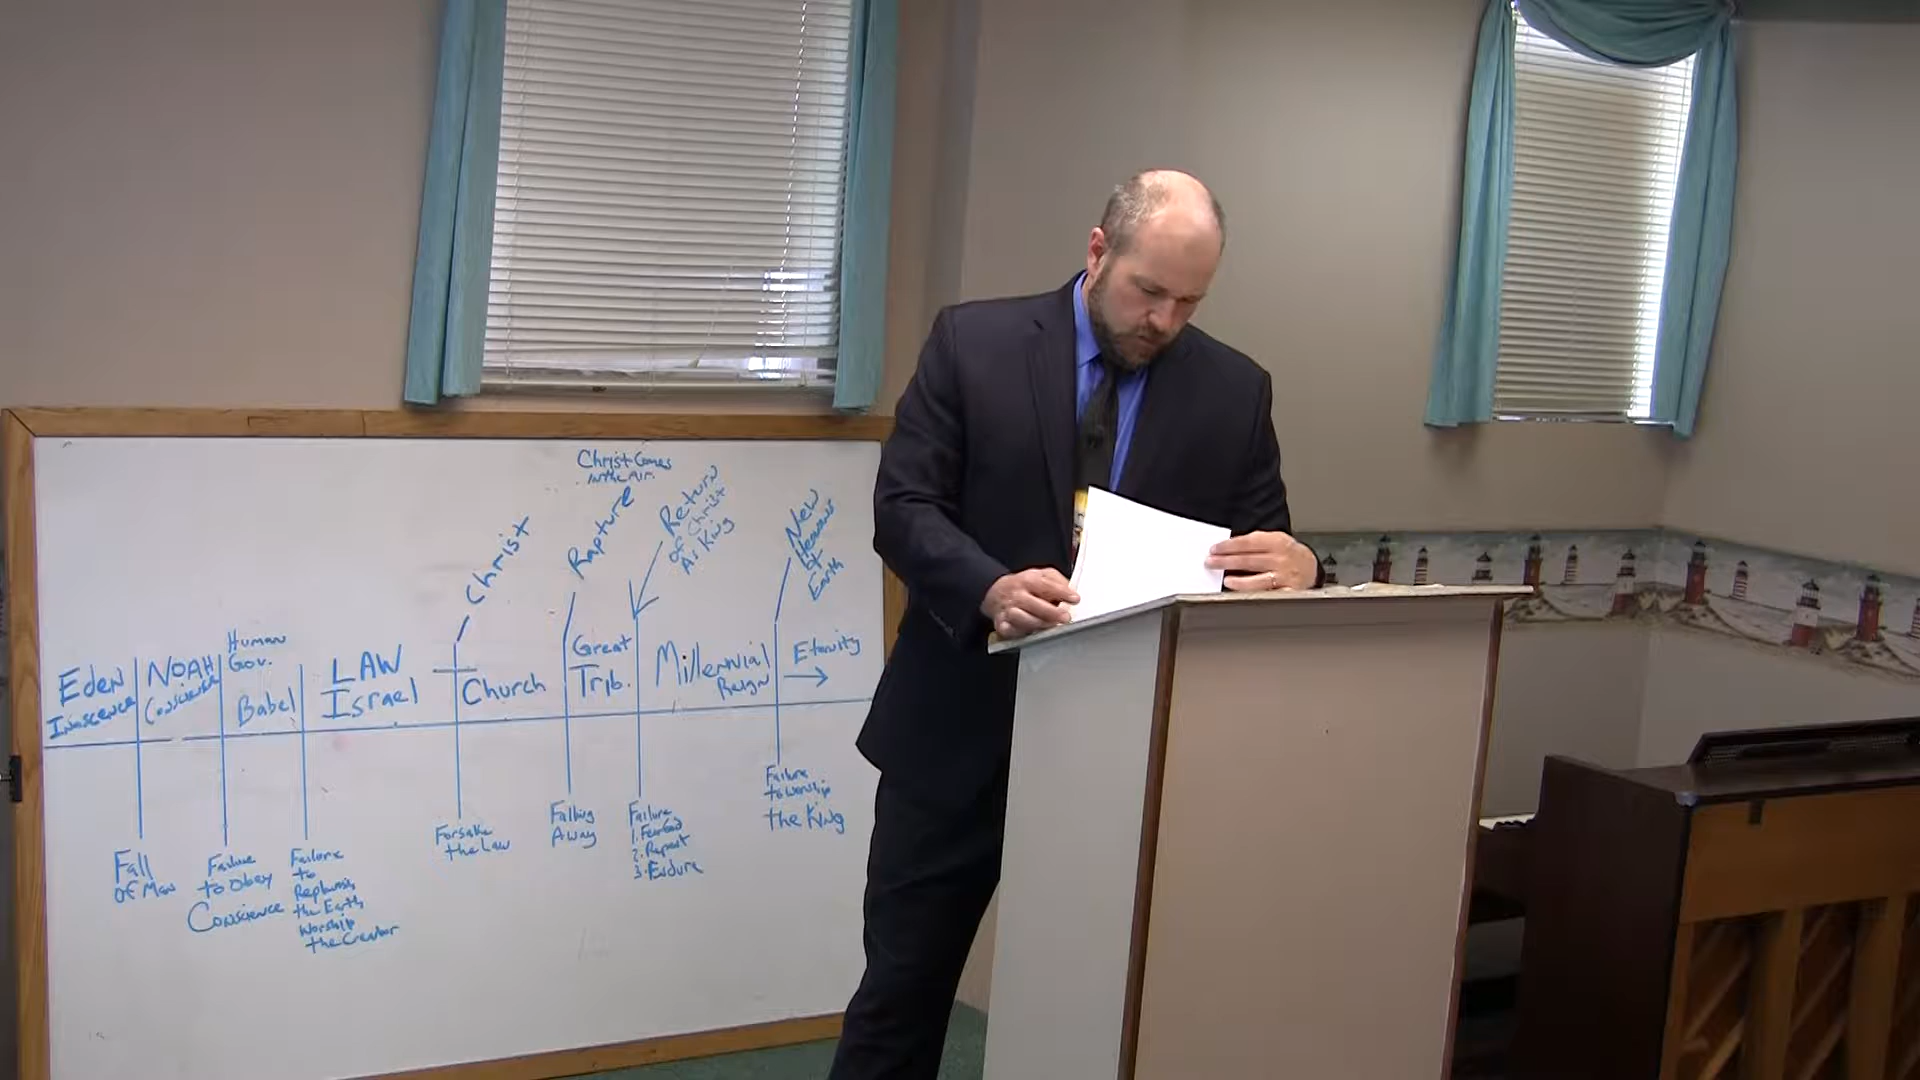 Christ Comes
in the Air
Rapture
Return
of Christ
As King
New
Heavens
Earth
Christ
Eden
Inoscence
NOAH
Conscience
Human
Gov.
Babel
LAW
Israel
Church
Great
Trib.
Millennial
Reign
Eternity
Fall
OF Man
Failure
to Obey
Conscience
Failure
to
Replenish
the Earth
Worship
the Creator
Forsake
the Law
Falling
Away
Failure
1. Fear God
2. Repent
3. Endure
Failure
to worship
the King